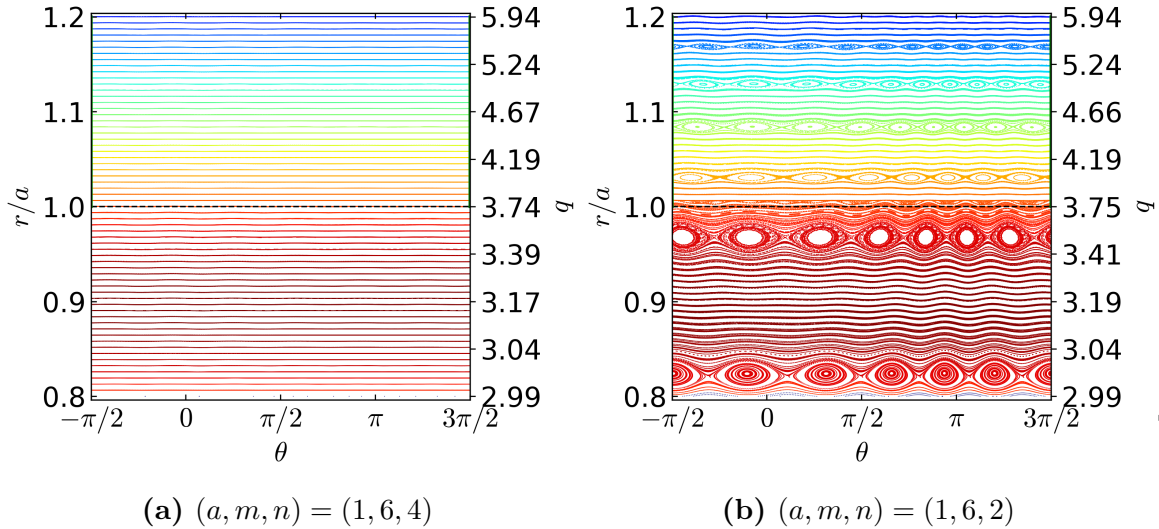 1.2
1.1
1.0
0.9
0.8
r/a
5.94
5.24
4.67
4.19
3.74
3.39
3.17
3.04
2.99
q
−π/2 0 π/2 π 3π/2
θ
(a) (a, m, n) = (1, 6, 4)
1.2
1.1
1.0
0.9
0.8
r/a
5.94
5.24
4.66
4.19
3.75
3.41
3.19
3.04
2.99
q
−π/2 0 π/2 π 3π/2
θ
(b) (a, m, n) = (1, 6, 2)